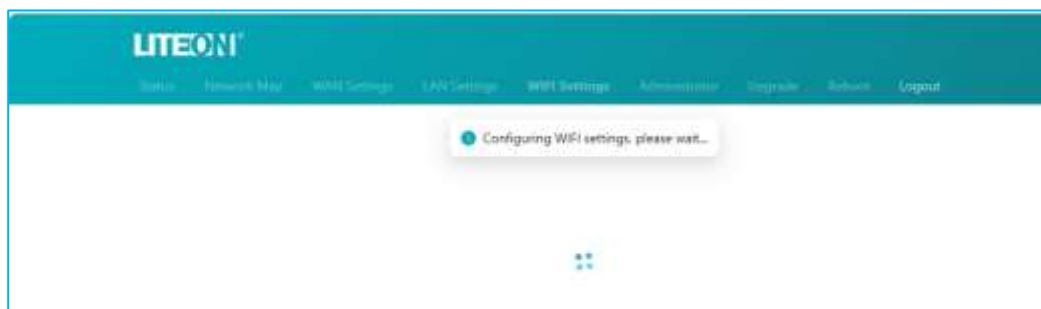 LITEON
Status Network Map WAN Settings LAN Settings WIFI Settings Administrator Upgrade Reboot Logout
Configuring WIFI settings, please wait...